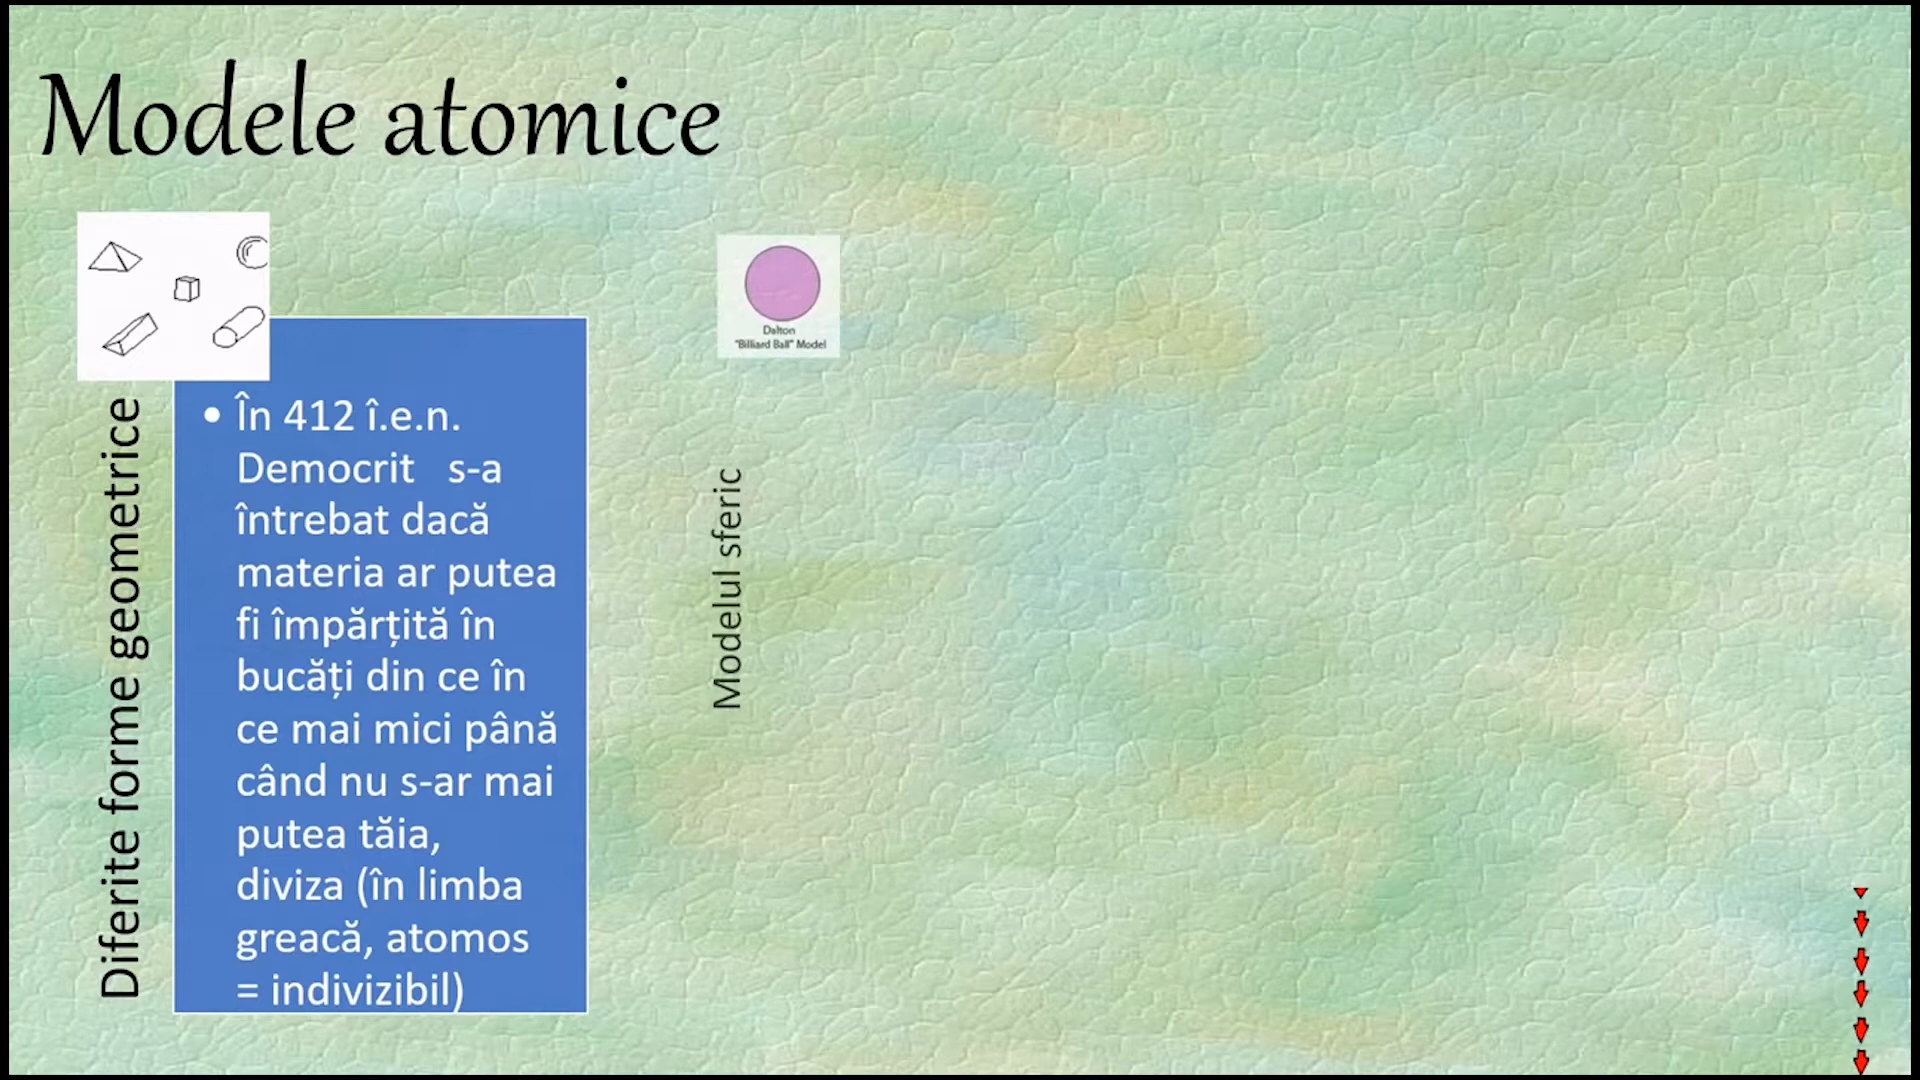 Modele atomice
Diferite forme geometrice
• În 412 î.e.n.
Democrit s-a
întrebat dacă
materia ar putea
fi împărțită în
bucăți din ce în
ce mai mici până
când nu s-ar mai
putea tăia,
diviza (în limba
greacă, atomos
= indivizibil)
Dalton
"Billiard Ball" Model
Modelul sferic